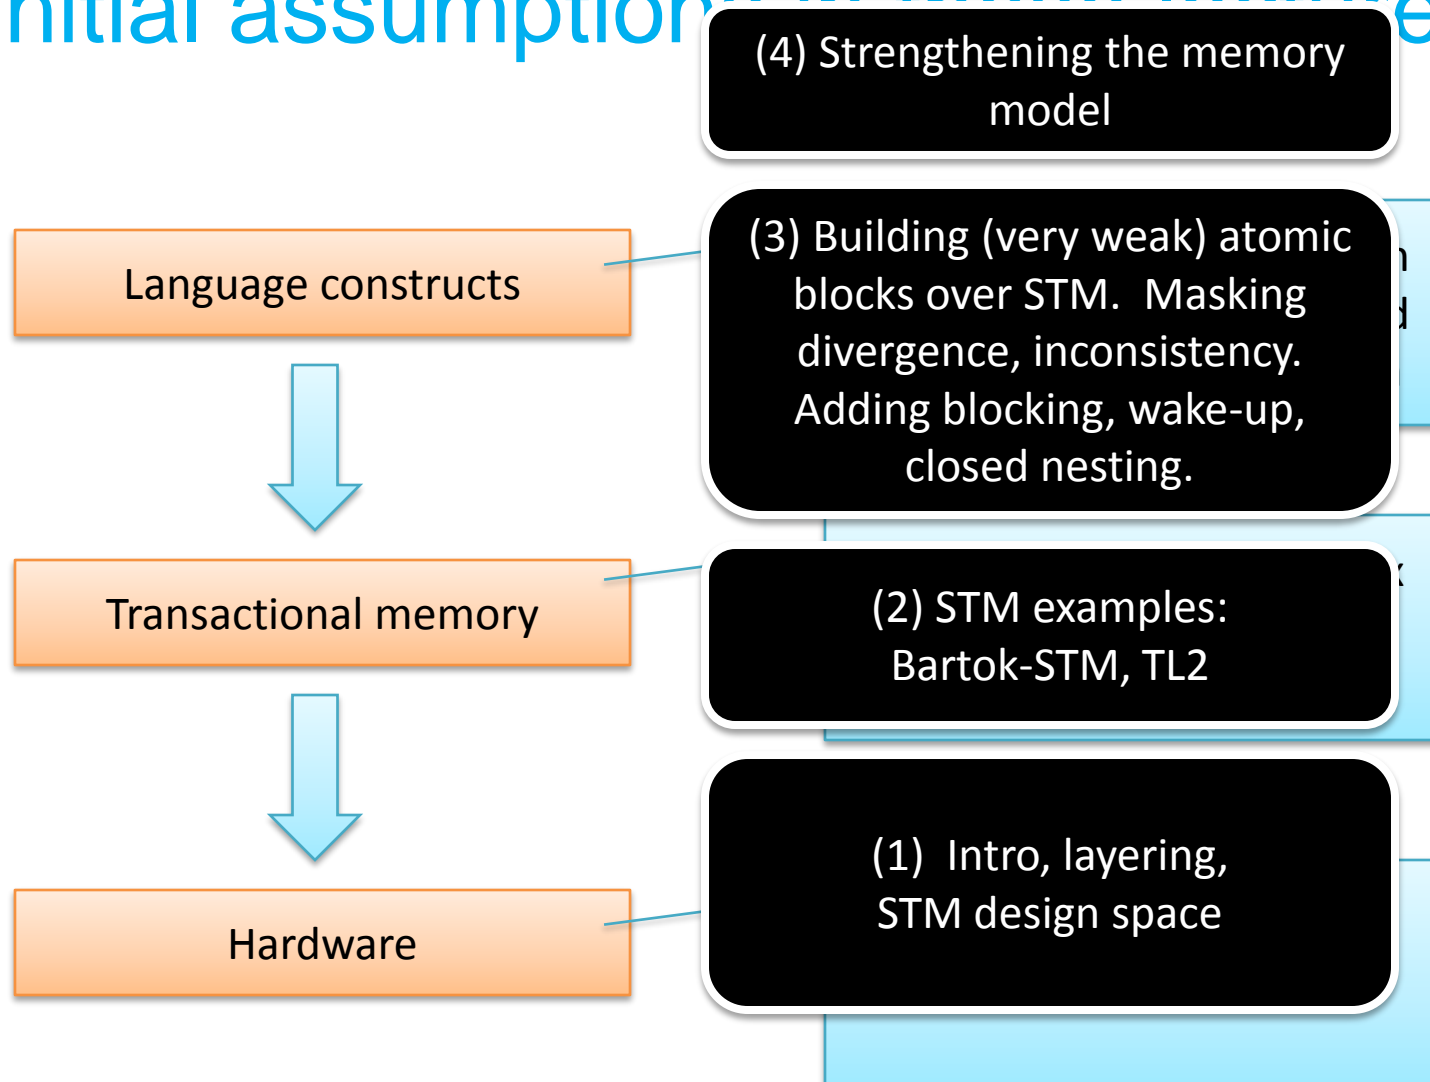 nitial assumption
(4) Strengthening the memory
model
Language constructs
(3) Building (very weak) atomic
blocks over STM. Masking
divergence, inconsistency.
Adding blocking, wake-up,
closed nesting.
Transactional memory
(2) STM examples:
Bartok-STM, TL2
Hardware
(1) Intro, layering,
STM design space